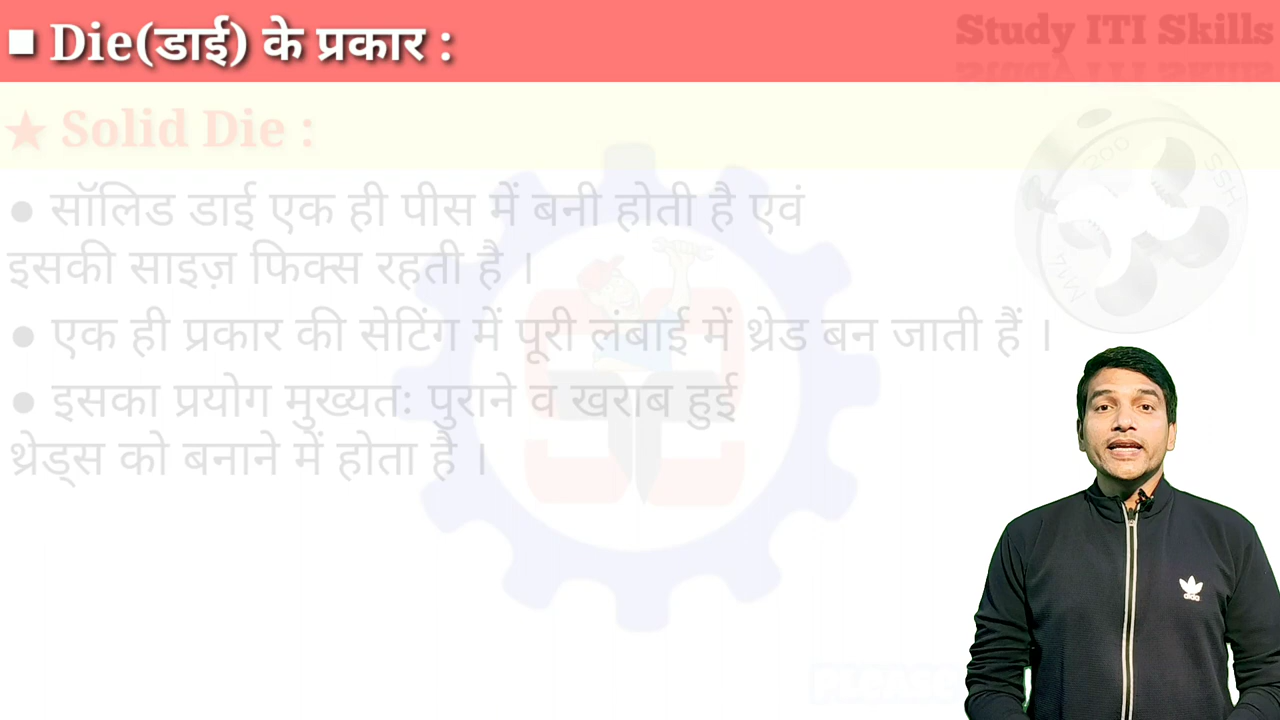 ■ Die(डाई) के प्रकार :
Study ITI Skills
★ Solid Die :
● सॉलिड डाई एक ही पीस में बनी होती है एवं
इसकी साइज़ फिक्स रहती है ।
● एक ही प्रकार की सेटिंग में पूरी लंबाई में थ्रेड बन जाती हैं ।
● इसका प्रयोग मुख्यतः पुराने व खराब हुई
थ्रेड्स को बनाने में होता है ।